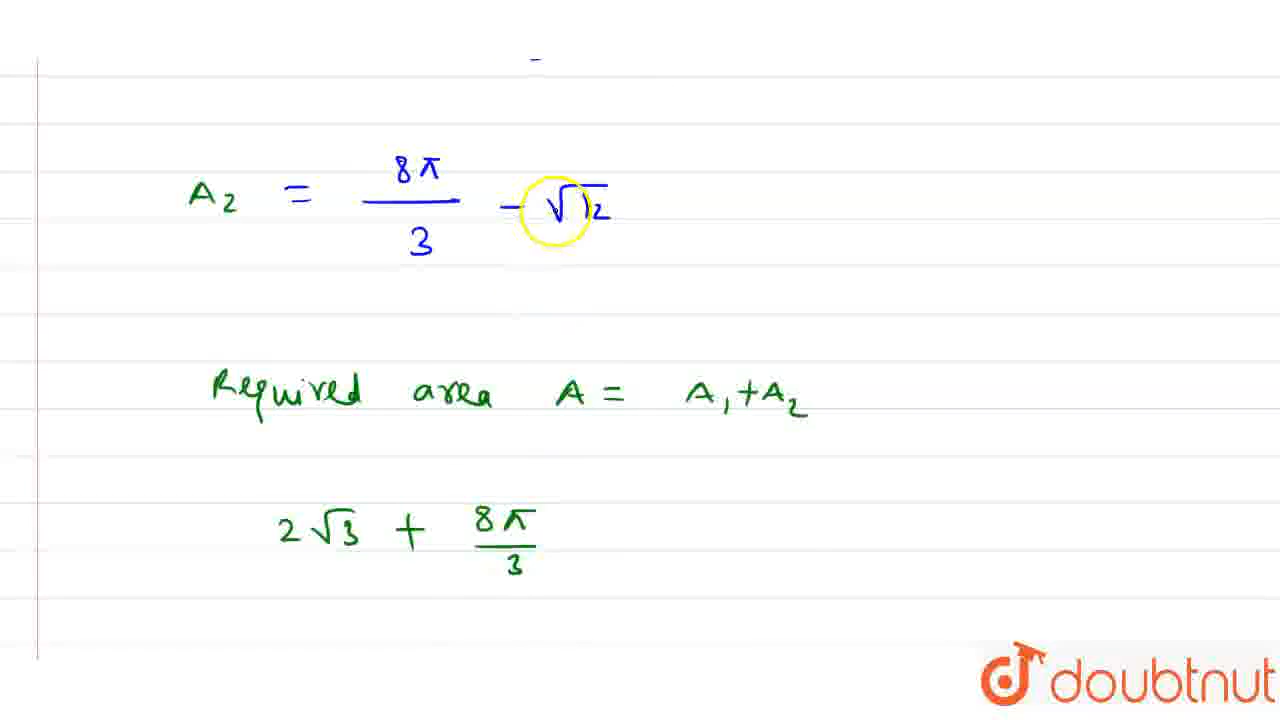 A₂ = 8π/3 - √12
Required area A = A₁+A₂
2√3 + 8π/3
doubtnut